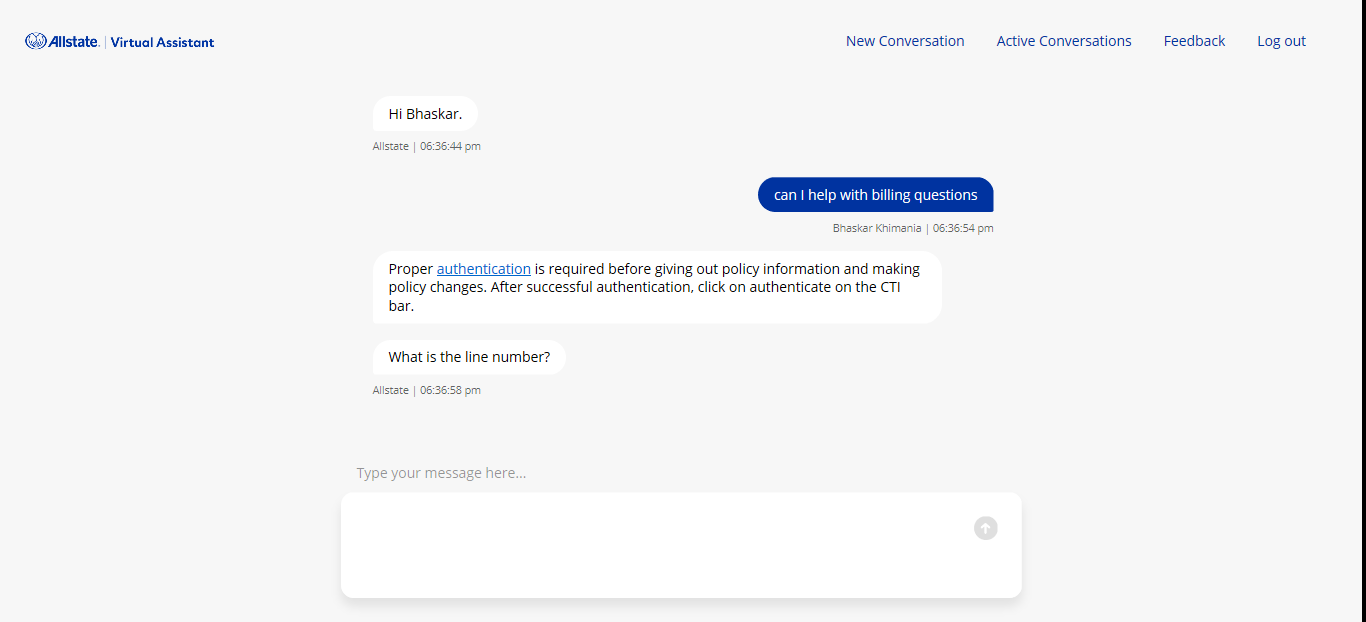 Allstate. | Virtual Assistant
New Conversation Active Conversations Feedback Log out
Hi Bhaskar.
Allstate | 06:36:44 pm
can I help with billing questions
Bhaskar Khimania | 06:36:54 pm
Proper authentication is required before giving out policy information and making
policy changes. After successful authentication, click on authenticate on the CTI
bar.
What is the line number?
Allstate | 06:36:58 pm
Type your message here...